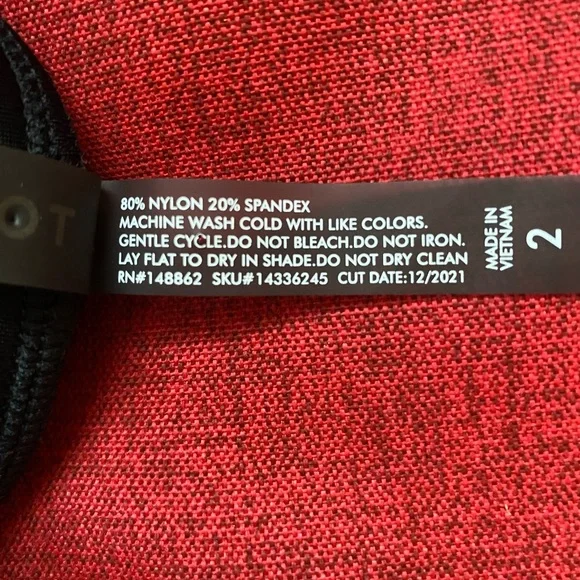 OT
80% NYLON 20% SPANDEX
MACHINE WASH COLD WITH LIKE COLORS.
GENTLE CYCLE.DO NOT BLEACH.DO NOT IRON.
LAY FLAT TO DRY IN SHADE.DO NOT DRY CLEAN
RN#148862 SKU#14336245 CUT DATE:12/2021
MADE IN
VIETNAM
2